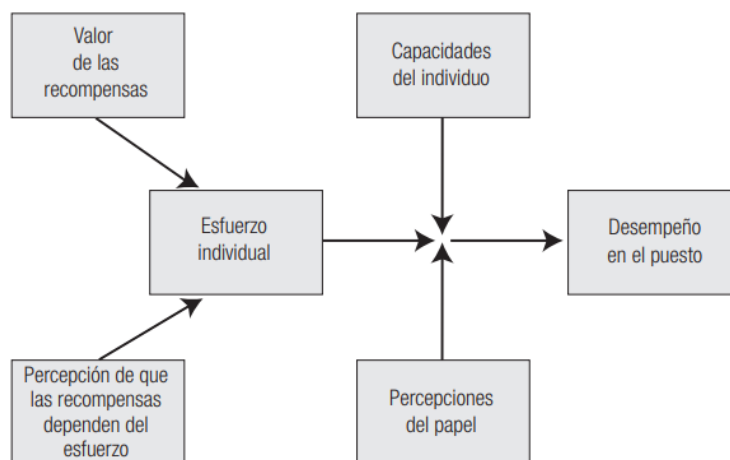 Valor
de las
recompensas
Capacidades
del individuo
Esfuerzo
individual
Desempeño
en el puesto
Percepción de que
las recompensas
dependen del
esfuerzo
Percepciones
del papel